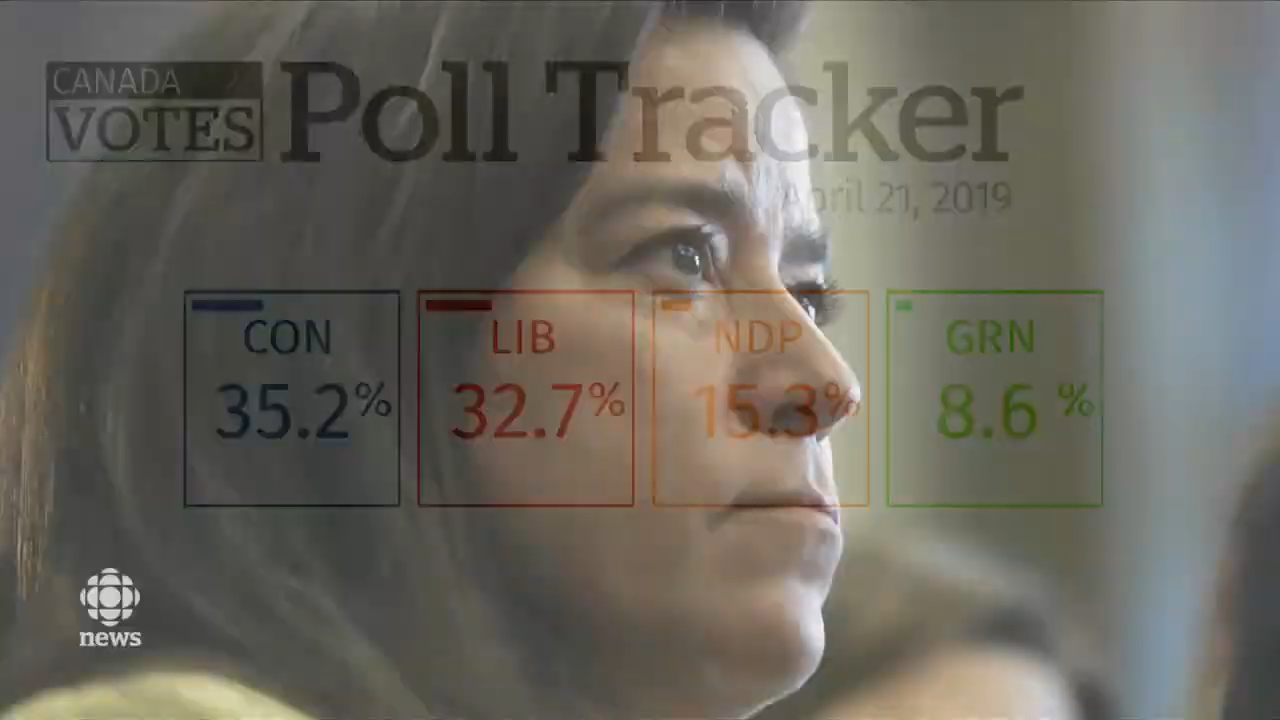 CANADA
VOTES
Poll Tracker
April 21, 2019
CON
35.2%
LIB
32.7%
NDP
15.3%
GRN
8.6 %
news